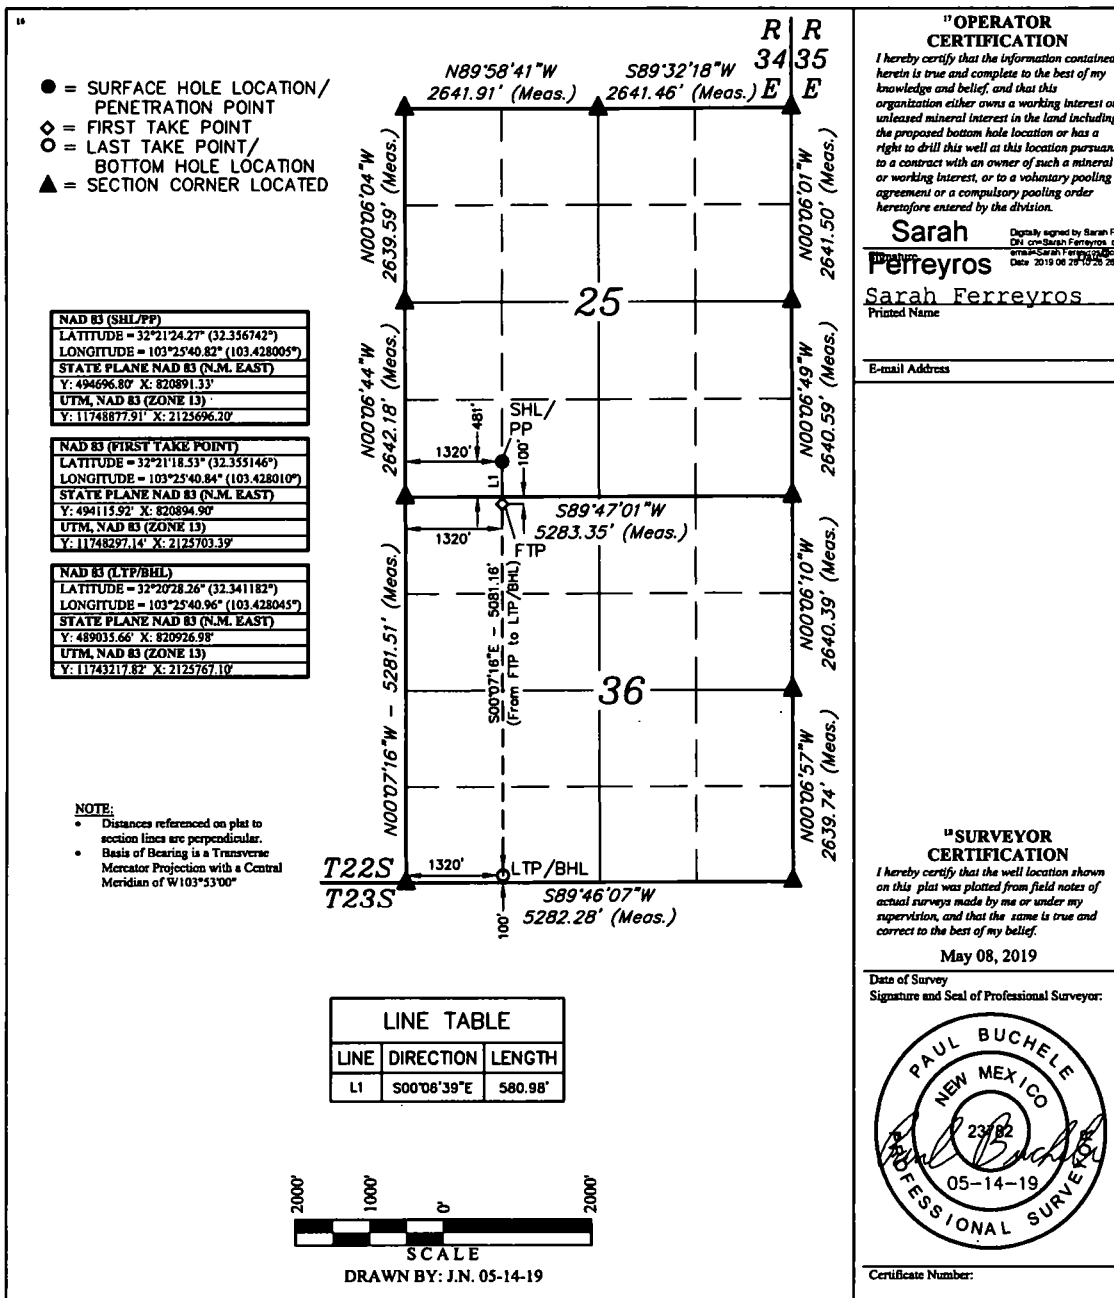 16
● = SURFACE HOLE LOCATION/
PENETRATION POINT
◇ = FIRST TAKE POINT
○ = LAST TAKE POINT/
BOTTOM HOLE LOCATION
▲ = SECTION CORNER LOCATED
R R
34 35
E E
N89°58'41"W
2641.91' (Meas.)
S89°32'18"W
2641.46' (Meas.)
N00°06'04"W
2639.59' (Meas.)
N00°06'01"W
2641.50' (Meas.)
25
N00°06'44"W
2642.18' (Meas.)
N00°06'49"W
2640.59' (Meas.)
481'
SHL/
PP
1320'
100'
L1
S89°47'01"W
5283.35' (Meas.)
1320'
FTP
N00°07'16"W - 5281.51' (Meas.)
S00°07'16"E - 5081.16'
(From FTP to LTP/BHL)
N00°06'10"W
2640.39' (Meas.)
36
N00°06'57"W
2639.74' (Meas.)
T22S
T23S
1320'
LTP/BHL
100'
S89°46'07"W
5282.28' (Meas.)
NAD 83 (SHL/PP)
LATITUDE = 32°21'24.27" (32.356742°)
LONGITUDE = 103°25'40.82" (103.428005°)
STATE PLANE NAD 83 (N.M. EAST)
Y: 494696.80' X: 820891.33'
UTM, NAD 83 (ZONE 13)
Y: 11748877.91' X: 2125696.20'
NAD 83 (FIRST TAKE POINT)
LATITUDE = 32°21'18.53" (32.355146°)
LONGITUDE = 103°25'40.84" (103.428010°)
STATE PLANE NAD 83 (N.M. EAST)
Y: 494115.92' X: 820894.90'
UTM, NAD 83 (ZONE 13)
Y: 11748297.14' X: 2125703.39'
NAD 83 (LTP/BHL)
LATITUDE = 32°20'28.26" (32.341182°)
LONGITUDE = 103°25'40.96" (103.428045°)
STATE PLANE NAD 83 (N.M. EAST)
Y: 489035.66' X: 820926.98'
UTM, NAD 83 (ZONE 13)
Y: 11743217.82' X: 2125767.10'
NOTE:
• Distances referenced on plat to
section lines are perpendicular.
• Basis of Bearing is a Transverse
Mercator Projection with a Central
Meridian of W103°53'00"
LINE TABLE
LINE DIRECTION LENGTH
L1 S00°08'39"E 580.98'
2000' 1000' 0' 2000'
SCALE
DRAWN BY: J.N. 05-14-19
17 OPERATOR
CERTIFICATION
I hereby certify that the information contained
herein is true and complete to the best of my
knowledge and belief, and that this
organization either owns a working interest or
unleased mineral interest in the land including
the proposed bottom hole location or has a
right to drill this well at this location pursuan
to a contract with an owner of such a mineral
or working interest, or to a voluntary pooling
agreement or a compulsory pooling order
heretofore entered by the division.
Sarah
Ferreyros
Digitally signed by Sarah F
DN cn=Sarah Ferreyros
Signature
Sarah Ferreyros
Printed Name
E-mail Address
18 SURVEYOR
CERTIFICATION
I hereby certify that the well location shown
on this plat was plotted from field notes of
actual surveys made by me or under my
supervision, and that the same is true and
correct to the best of my belief.
May 08, 2019
Date of Survey
Signature and Seal of Professional Surveyor:
PAUL BUCHELE
NEW MEXICO
23782
05-14-19
PROFESSIONAL SURVEYOR
Certificate Number: